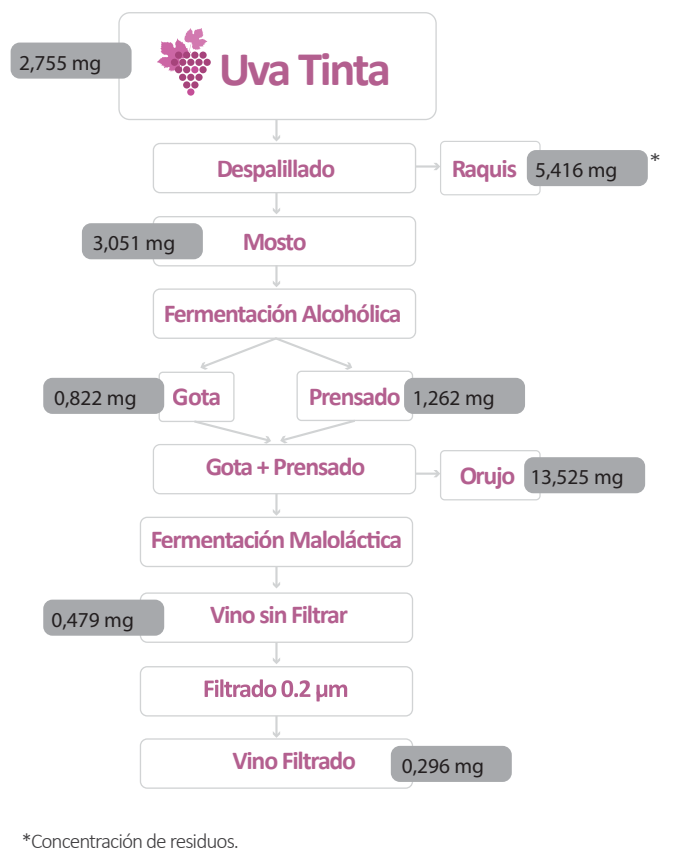 2,755 mg
Uva Tinta
Despalillado
Raquis
5,416 mg
*
3,051 mg
Mosto
Fermentación Alcohólica
0,822 mg
Gota
Prensado
1,262 mg
Gota + Prensado
Orujo
13,525 mg
Fermentación Maloláctica
0,479 mg
Vino sin Filtrar
Filtrado 0.2 µm
Vino Filtrado
0,296 mg
*Concentración de residuos.